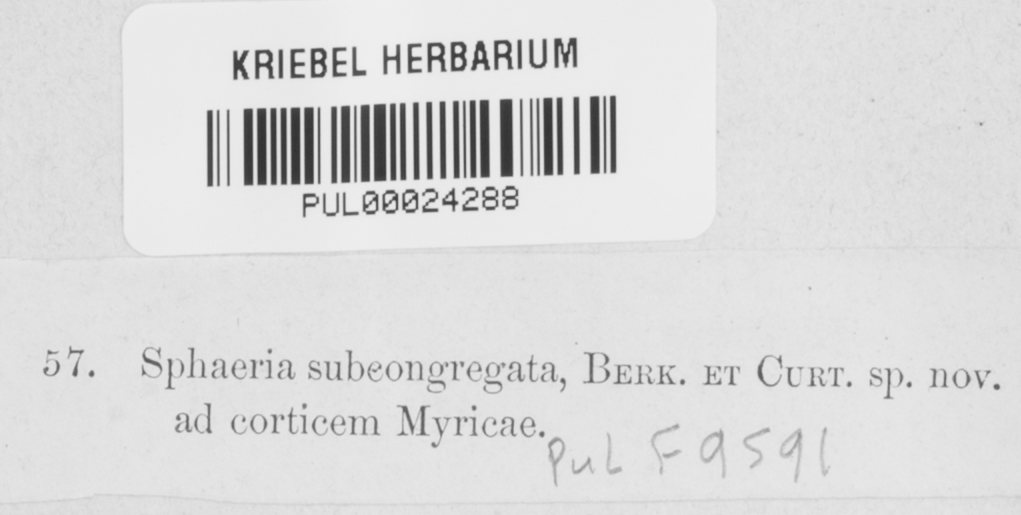 KRIEBEL HERBARIUM
PUL00024288
57. Sphaeria subcongregata, BERK. ET CURT. sp. nov.
ad corticem Myricae.
PUL F9591